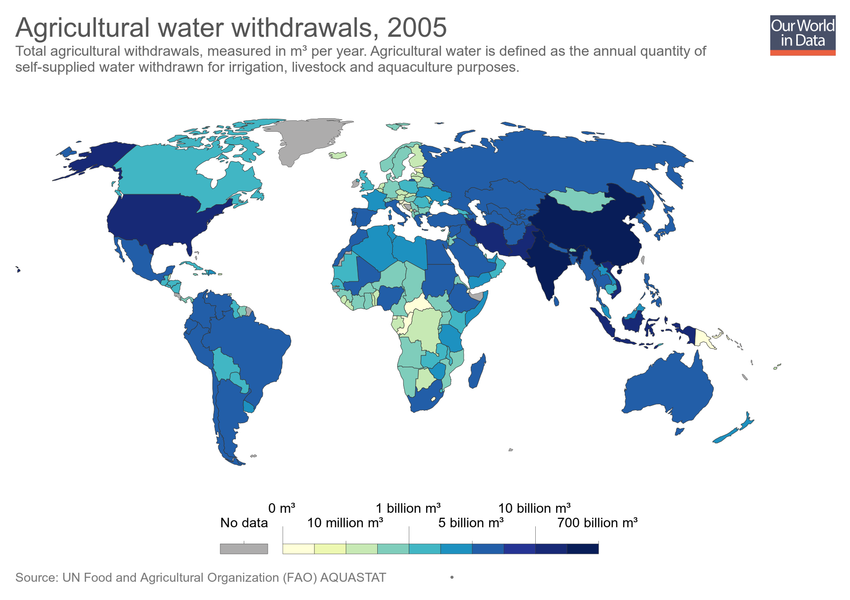 Agricultural water withdrawals, 2005
Our World
in Data
Total agricultural withdrawals, measured in m³ per year. Agricultural water is defined as the annual quantity of
self-supplied water withdrawn for irrigation, livestock and aquaculture purposes.
0 m³ 1 billion m³ 10 billion m³
No data 10 million m³ 5 billion m³ 700 billion m³
Source: UN Food and Agricultural Organization (FAO) AQUASTAT •